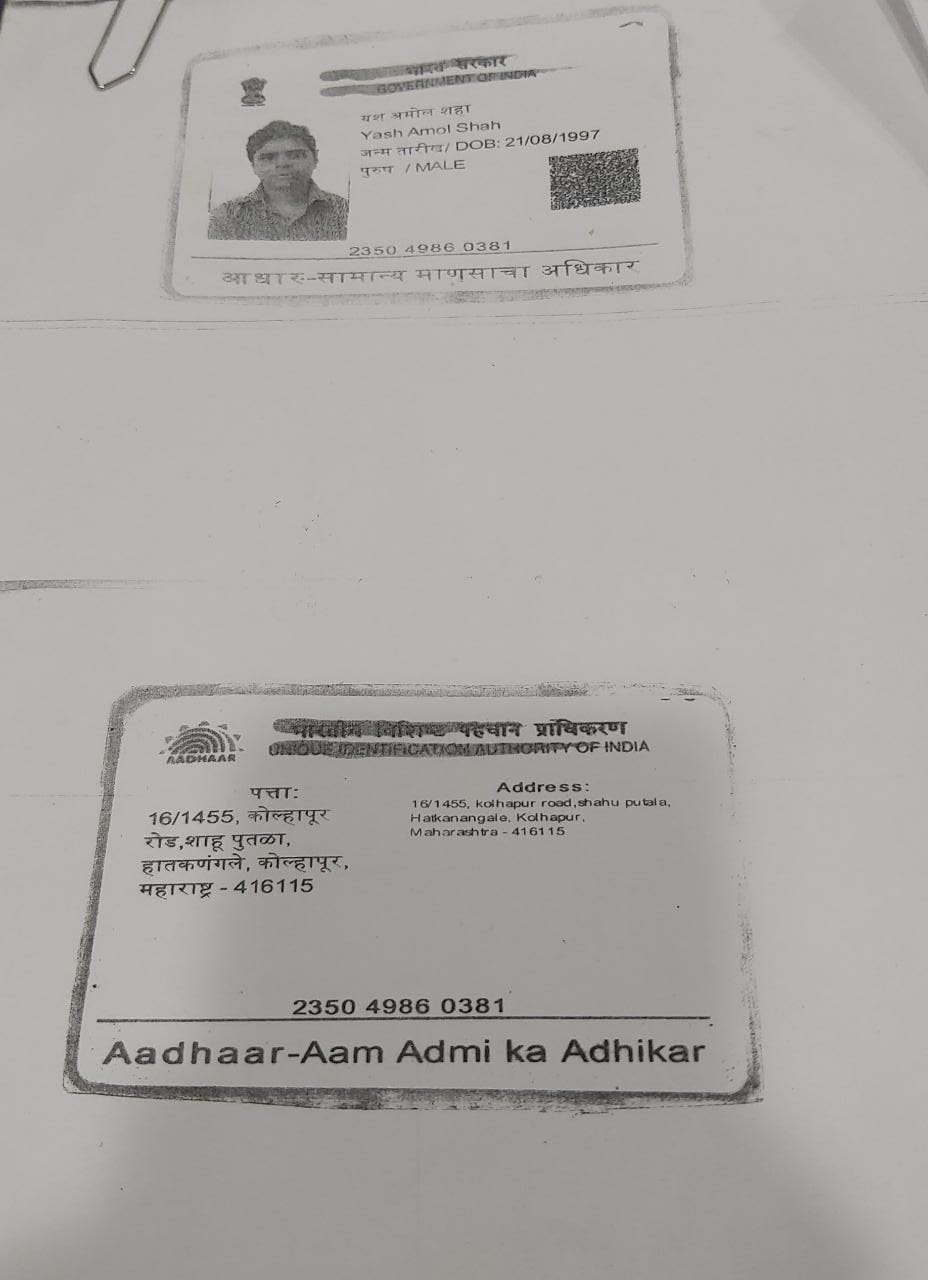 भारत सरकार
GOVERNMENT OF INDIA
यश अमोल शहा
Yash Amol Shah
जन्म तारीख/ DOB: 21/08/1997
पुरुष / MALE
2350 4986 0381
आधार-सामान्य माणसाचा अधिकार
भारतीय विशिष्ट पहचान प्राधिकरण
UNIQUE IDENTIFICATION AUTHORITY OF INDIA
AADHAAR
पत्ता:
16/1455, कोल्हापूर
रोड,शाहू पुतळा,
हातकणंगले, कोल्हापूर,
महाराष्ट्र - 416115
Address:
16/1455, kolhapur road,shahu putala,
Hatkanangale, Kolhapur,
Maharashtra - 416115
2350 4986 0381
Aadhaar-Aam Admi ka Adhikar